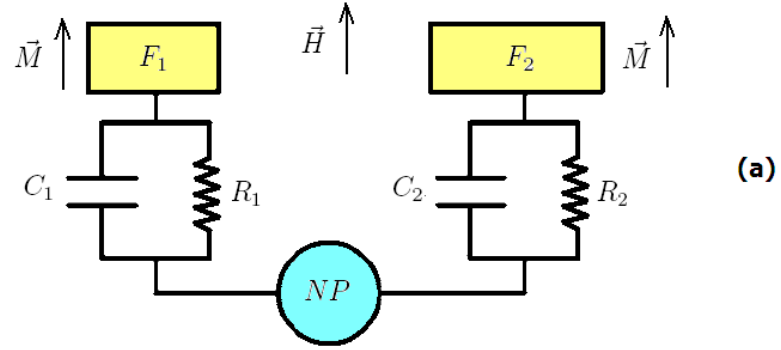 M⃗ F₁ H⃗ F₂ M⃗
(a)
C₁ R₁ C₂ R₂
NP